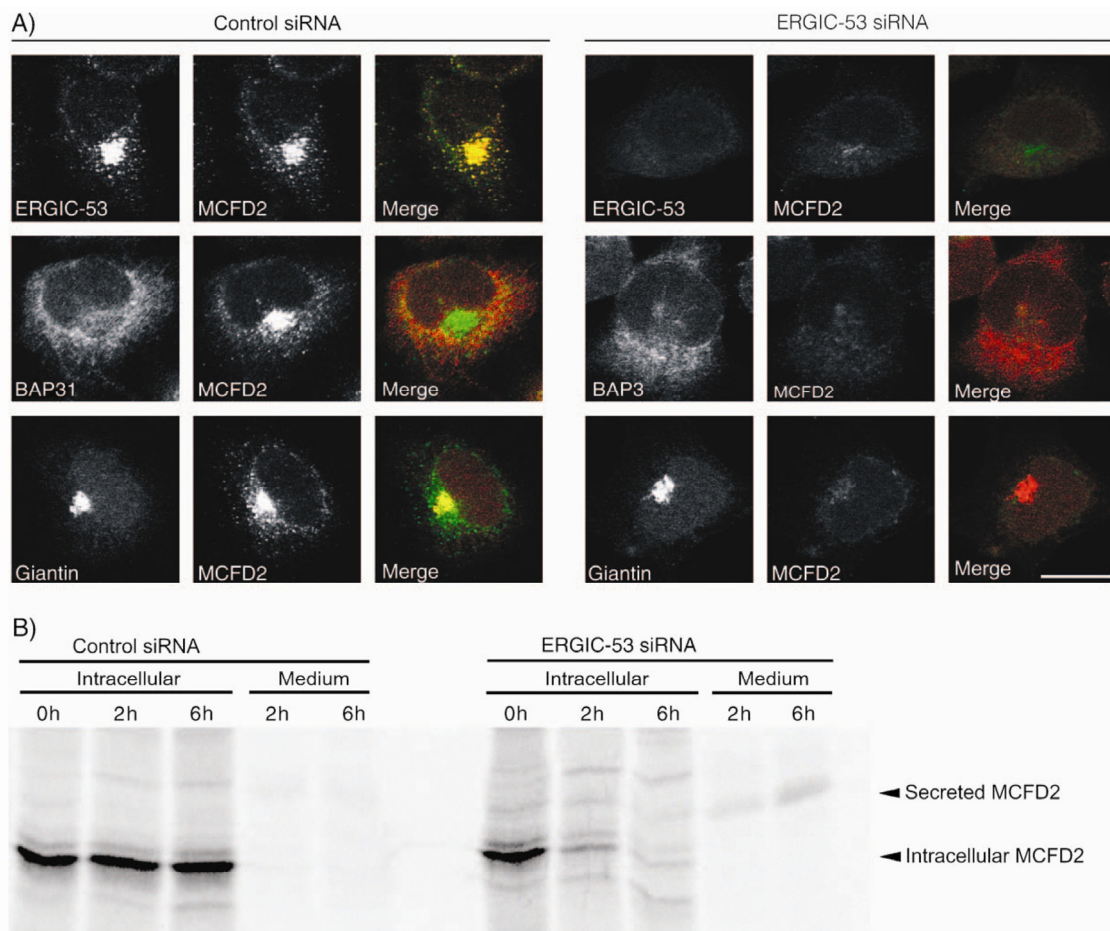 A)
Control siRNA
ERGIC-53 siRNA
ERGIC-53 MCFD2 Merge ERGIC-53 MCFD2 Merge
BAP31 MCFD2 Merge BAP3 MCFD2 Merge
Giantin MCFD2 Merge Giantin MCFD2 Merge
B)
Control siRNA ERGIC-53 siRNA
Intracellular Medium Intracellular Medium
0h 2h 6h 2h 6h 0h 2h 6h 2h 6h
Secreted MCFD2
Intracellular MCFD2